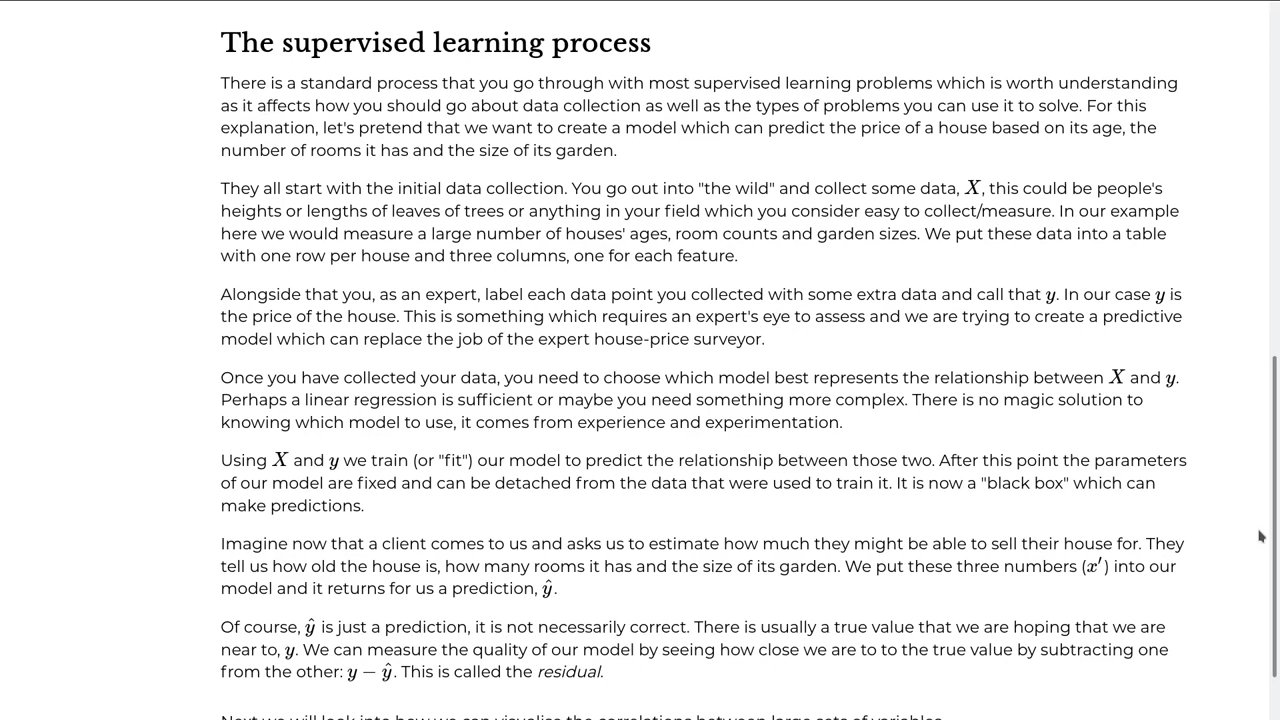 The supervised learning process
There is a standard process that you go through with most supervised learning problems which is worth understanding
as it affects how you should go about data collection as well as the types of problems you can use it to solve. For this
explanation, let's pretend that we want to create a model which can predict the price of a house based on its age, the
number of rooms it has and the size of its garden.
They all start with the initial data collection. You go out into "the wild" and collect some data, X, this could be people's
heights or lengths of leaves of trees or anything in your field which you consider easy to collect/measure. In our example
here we would measure a large number of houses' ages, room counts and garden sizes. We put these data into a table
with one row per house and three columns, one for each feature.
Alongside that you, as an expert, label each data point you collected with some extra data and call that y. In our case y is
the price of the house. This is something which requires an expert's eye to assess and we are trying to create a predictive
model which can replace the job of the expert house-price surveyor.
Once you have collected your data, you need to choose which model best represents the relationship between X and y.
Perhaps a linear regression is sufficient or maybe you need something more complex. There is no magic solution to
knowing which model to use, it comes from experience and experimentation.
Using X and y we train (or "fit") our model to predict the relationship between those two. After this point the parameters
of our model are fixed and can be detached from the data that were used to train it. It is now a "black box" which can
make predictions.
Imagine now that a client comes to us and asks us to estimate how much they might be able to sell their house for. They
tell us how old the house is, how many rooms it has and the size of its garden. We put these three numbers (x′) into our
model and it returns for us a prediction, ŷ.
Of course, ŷ is just a prediction, it is not necessarily correct. There is usually a true value that we are hoping that we are
near to, y. We can measure the quality of our model by seeing how close we are to to the true value by subtracting one
from the other: y − ŷ. This is called the residual.
Next we will look into how we can visualise the correlations between large sets of variables